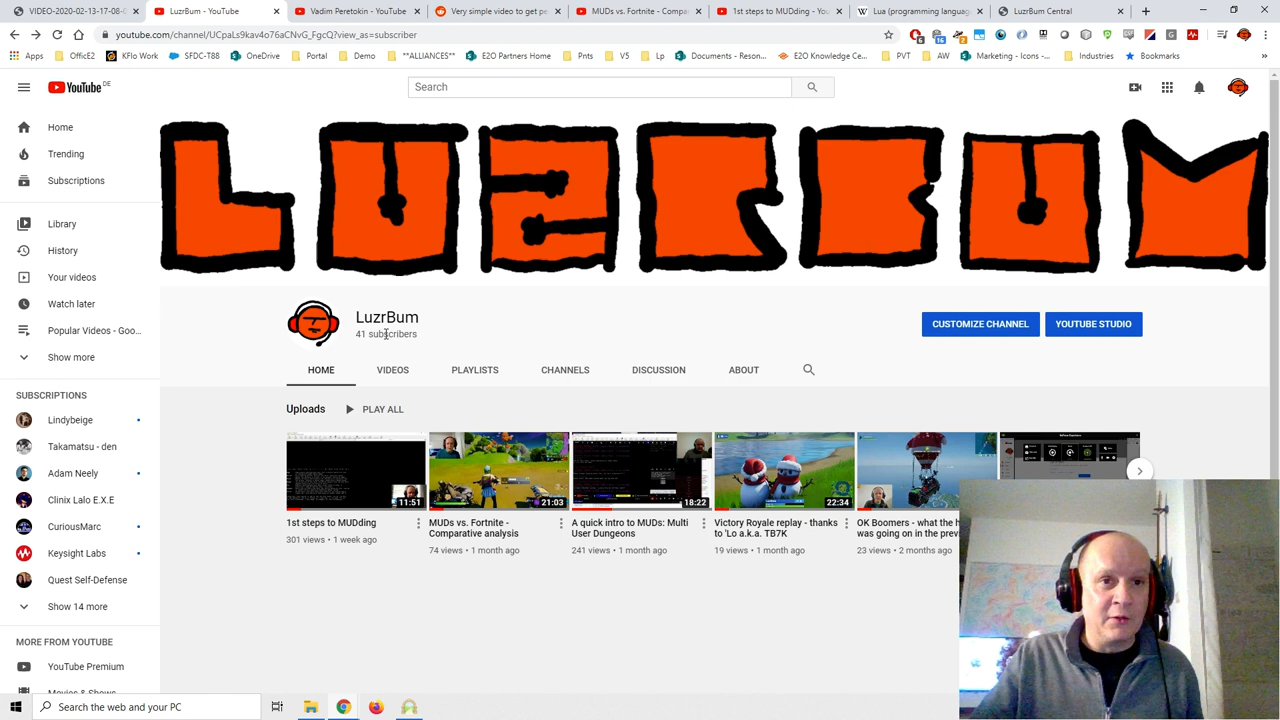 VIDEO-2020-02-13-17-09-0
LuzrBum - YouTube
Vadim Peretokin - YouTube
Very simple video to get pe
MUDs vs. Fortnite - Compa
1st steps to MUDding - You
Lua (programming languag
LuzrBum Central
youtube.com/channel/UCpaLs9kav4o76aCNvG_FgcQ?view_as=subscriber
Apps OfficE2 KFlo Work SFDC-T88 OneDrive Portal Demo **ALLIANCES** E2O Partners Home Pnts V5 Lp Documents - Reson... E2O Knowledge Ce... PVT AW Marketing - Icons -... Industries Bookmarks
YouTube DE
Search
LUZRBUM
Home
Trending
Subscriptions
Library
History
Your videos
Watch later
Popular Videos - Goo...
Show more
SUBSCRIPTIONS
Lindybeige
Takamatsu - den
Adam Neely
Clinix Lalo E.X.E
CuriousMarc
Keysight Labs
Quest Self-Defense
Show 14 more
MORE FROM YOUTUBE
YouTube Premium
Movies & Shows
LuzrBum
41 subscribers
CUSTOMIZE CHANNEL
YOUTUBE STUDIO
HOME VIDEOS PLAYLISTS CHANNELS DISCUSSION ABOUT
Uploads PLAY ALL
11:51
21:03
18:22
22:34
1st steps to MUDding
301 views • 1 week ago
MUDs vs. Fortnite -
Comparative analysis
74 views • 1 month ago
A quick intro to MUDs: Multi
User Dungeons
241 views • 1 month ago
Victory Royale replay - thanks
to 'Lo a.k.a. TB7K
19 views • 1 month ago
OK Boomers - what the h
was going on in the prev
23 views • 2 months ago
Search the web and your PC